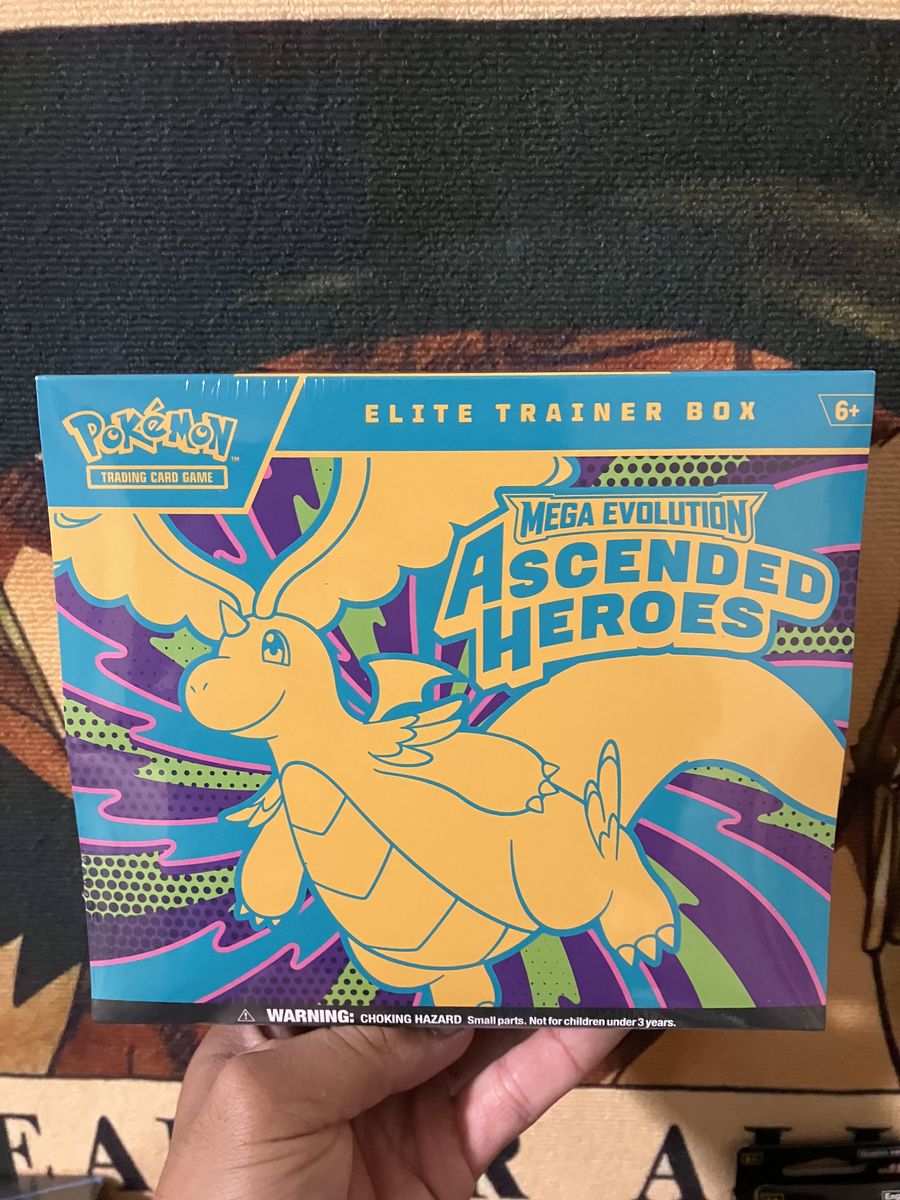 POKéMON™
TRADING CARD GAME
ELITE TRAINER BOX
6+
MEGA EVOLUTION
ASCENDED
HEROES
⚠ WARNING: CHOKING HAZARD Small parts. Not for children under 3 years.